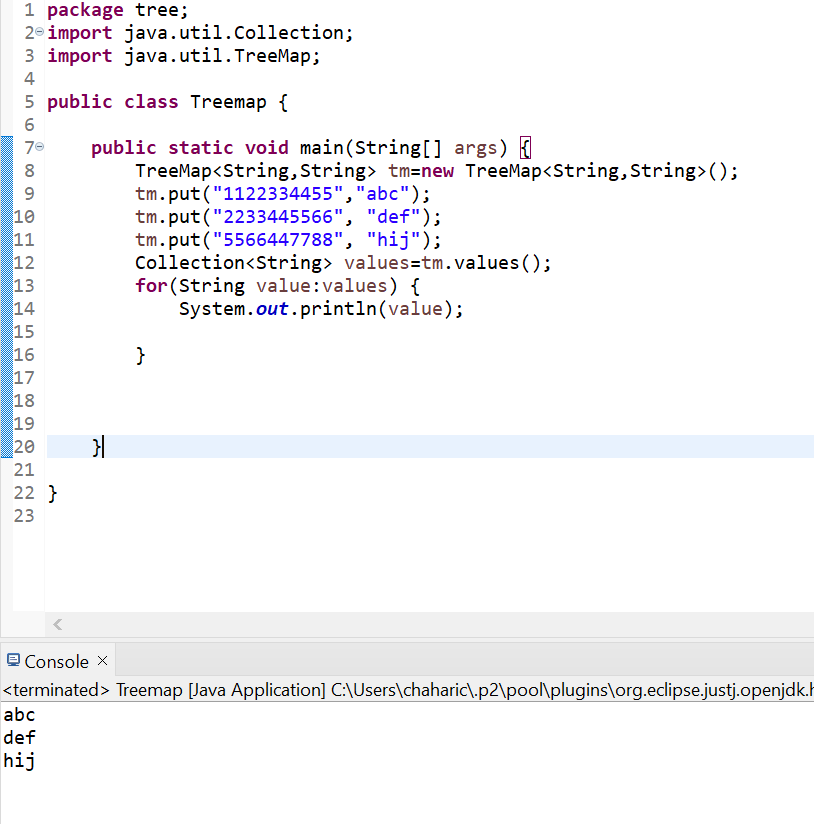 1 package tree;
2 import java.util.Collection;
3 import java.util.TreeMap;
4
5 public class Treemap {
6
7     public static void main(String[] args) {
8         TreeMap<String,String> tm=new TreeMap<String,String>();
9         tm.put("1122334455","abc");
10         tm.put("2233445566", "def");
11         tm.put("5566447788", "hij");
12         Collection<String> values=tm.values();
13         for(String value:values) {
14             System.out.println(value);
15
16         }
17
18
19
20     }
21
22 }
23
Console
<terminated> Treemap [Java Application] C:\Users\chaharic\.p2\pool\plugins\org.eclipse.justj.openjdk.h
abc
def
hij